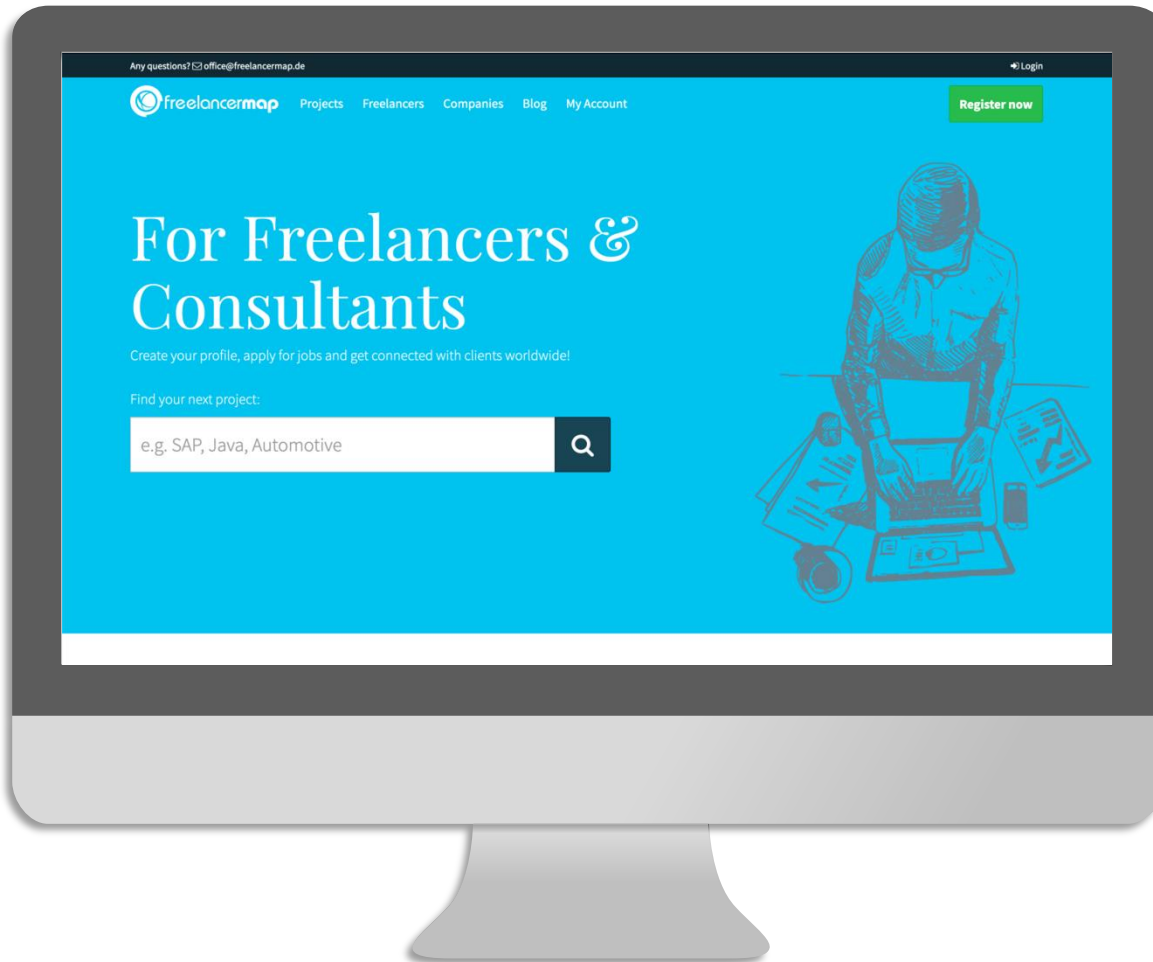 Any questions? office@freelancermap.de
Login
freelancermap Projects Freelancers Companies Blog My Account
Register now
For Freelancers &
Consultants
Create your profile, apply for jobs and get connected with clients worldwide!
Find your next project:
e.g. SAP, Java, Automotive